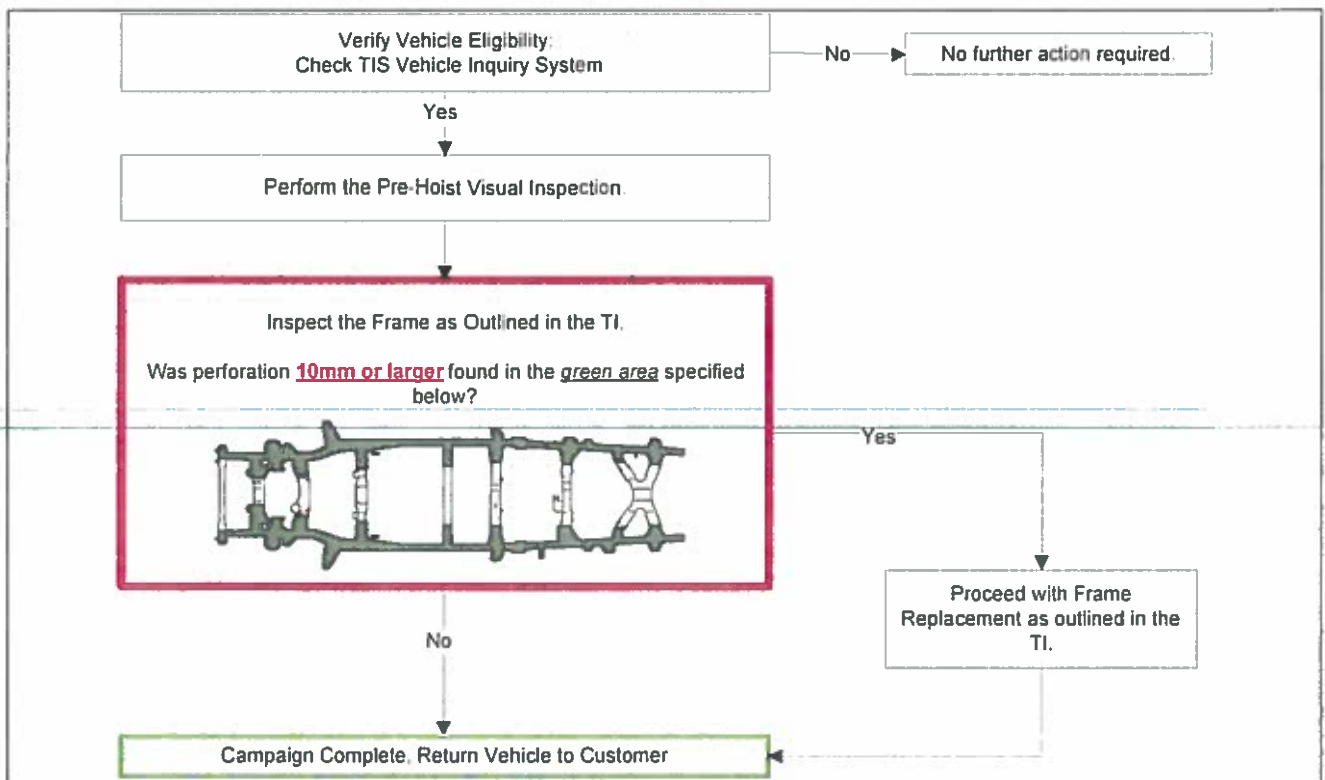 Verify Vehicle Eligibility.
Check TIS Vehicle Inquiry System
No
No further action required.
Yes
Perform the Pre-Hoist Visual Inspection.
Inspect the Frame as Outlined in the TI.
Was perforation 10mm or larger found in the green area specified
below?
Yes
Proceed with Frame
Replacement as outlined in the
TI.
No
Campaign Complete, Return Vehicle to Customer